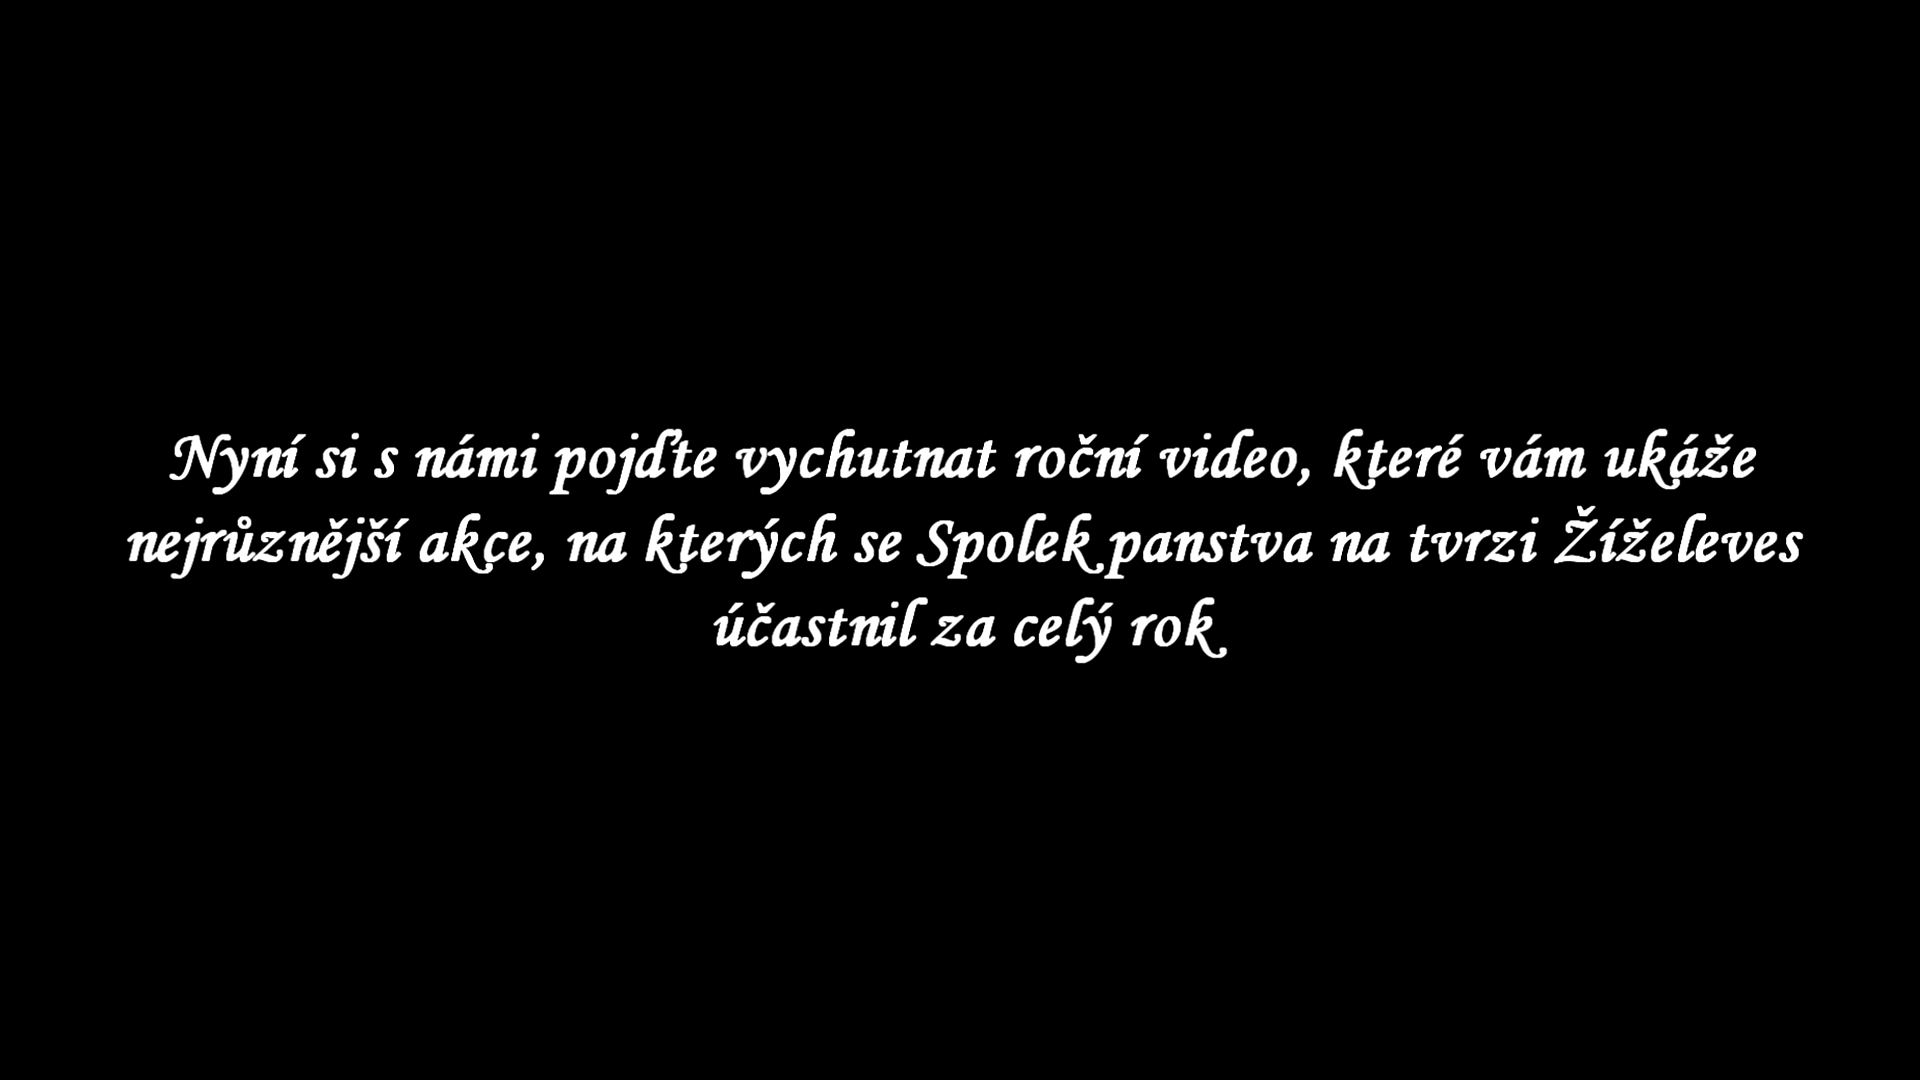 Nyní si s námi pojďte vychutnat roční video, které vám ukáže
nejrůznější akce, na kterých se Spolek panstva na tvrzi Žíželeves
účastnil za celý rok